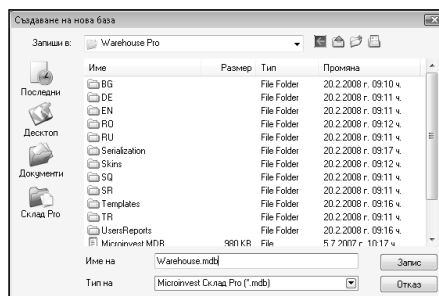 Създаване на нова база
Запиши в: Warehouse Pro
Име Размер Тип Промяна
BG File Folder 20.2.2008 г. 09:10 ч.
DE File Folder 20.2.2008 г. 09:11 ч.
EN File Folder 20.2.2008 г. 09:11 ч.
RO File Folder 20.2.2008 г. 09:12 ч.
RU File Folder 20.2.2008 г. 09:11 ч.
Serialization File Folder 20.2.2008 г. 09:17 ч.
Skins File Folder 20.2.2008 г. 09:12 ч.
SQ File Folder 20.2.2008 г. 09:11 ч.
SR File Folder 20.2.2008 г. 09:11 ч.
Templates File Folder 20.2.2008 г. 09:16 ч.
TR File Folder 20.2.2008 г. 09:11 ч.
UsersReports File Folder 20.2.2008 г. 09:16 ч.
Microinvest MDB 980 KB File 5.7.2007 г. 10:17 ч.
Последни
Десктоп
Документи
Склад Pro
Име на Warehouse.mdb Запис
Тип на Microinvest Склад Pro (*.mdb) Отказ